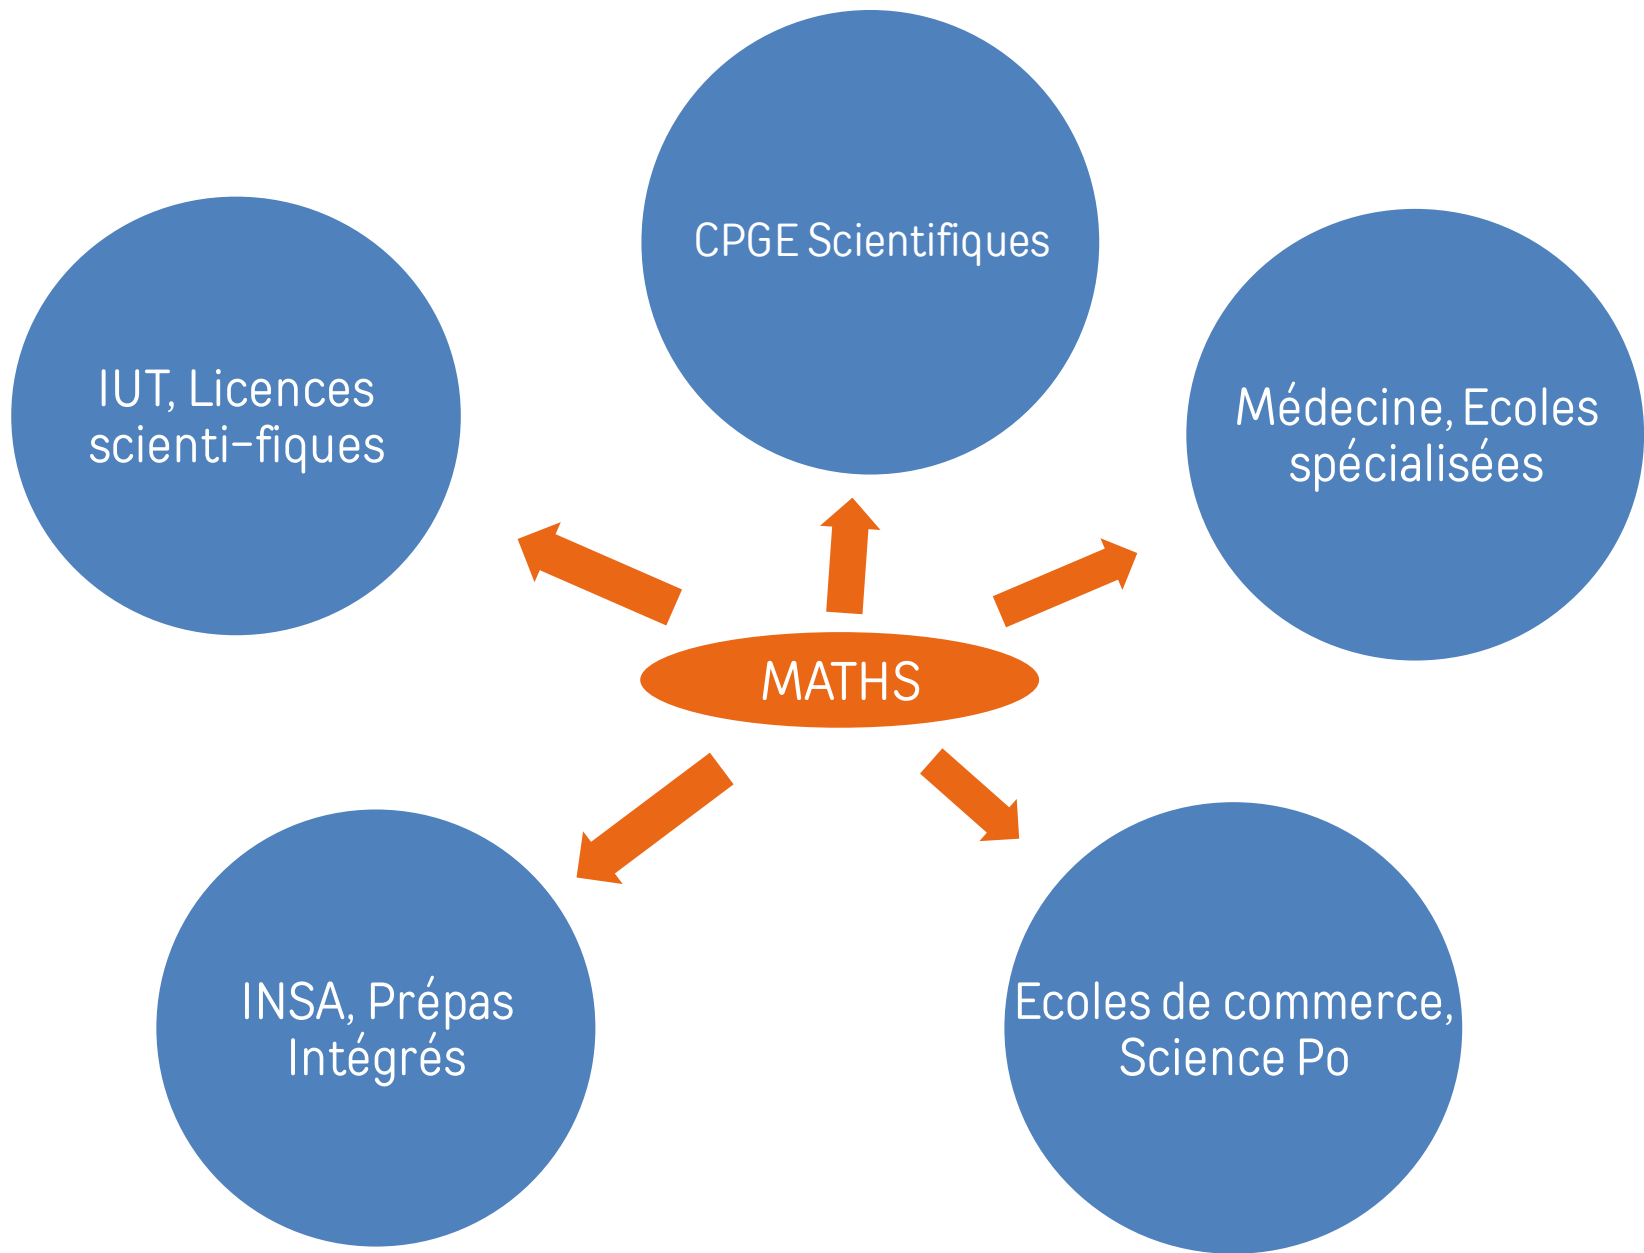 CPGE Scientifiques
IUT, Licences
scienti-fiques
Médecine, Ecoles
spécialisées
MATHS
INSA, Prépas
Intégrés
Ecoles de commerce,
Science Po